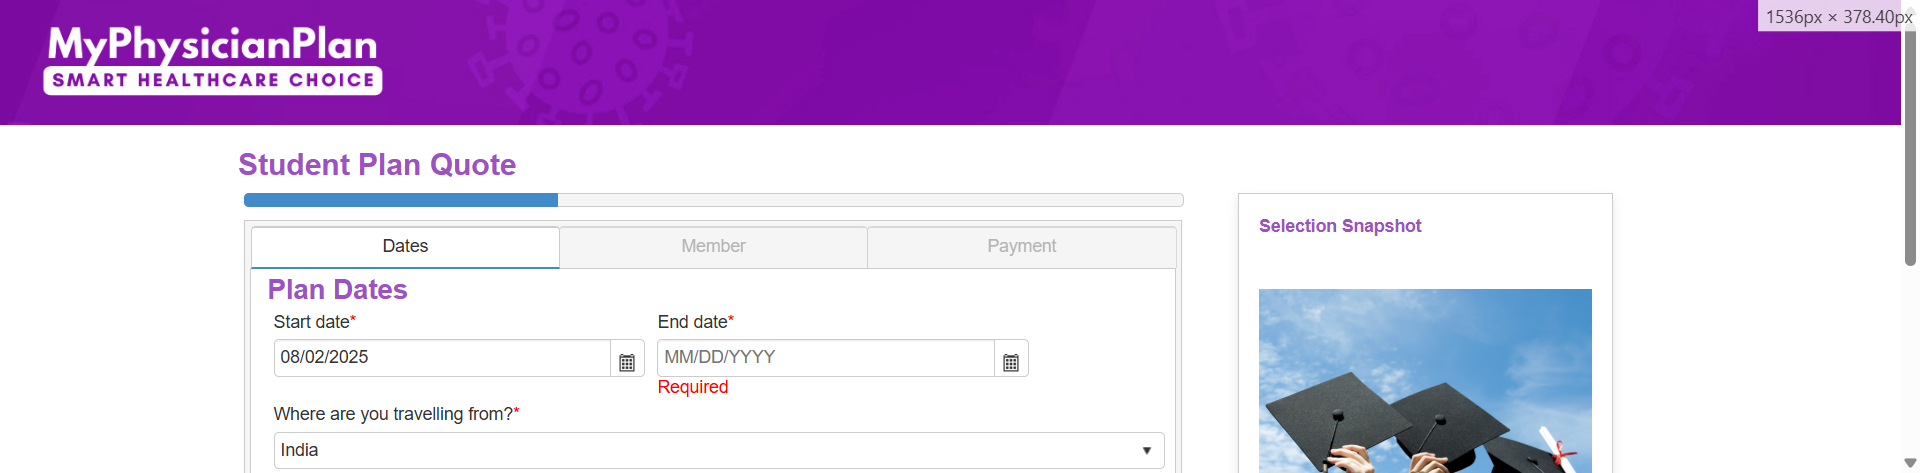 1536px × 378.40px
MyPhysicianPlan
SMART HEALTHCARE CHOICE
Student Plan Quote
Dates
Member
Payment
Plan Dates
Start date*
End date*
08/02/2025
MM/DD/YYYY
Required
Where are you travelling from?*
India
Selection Snapshot